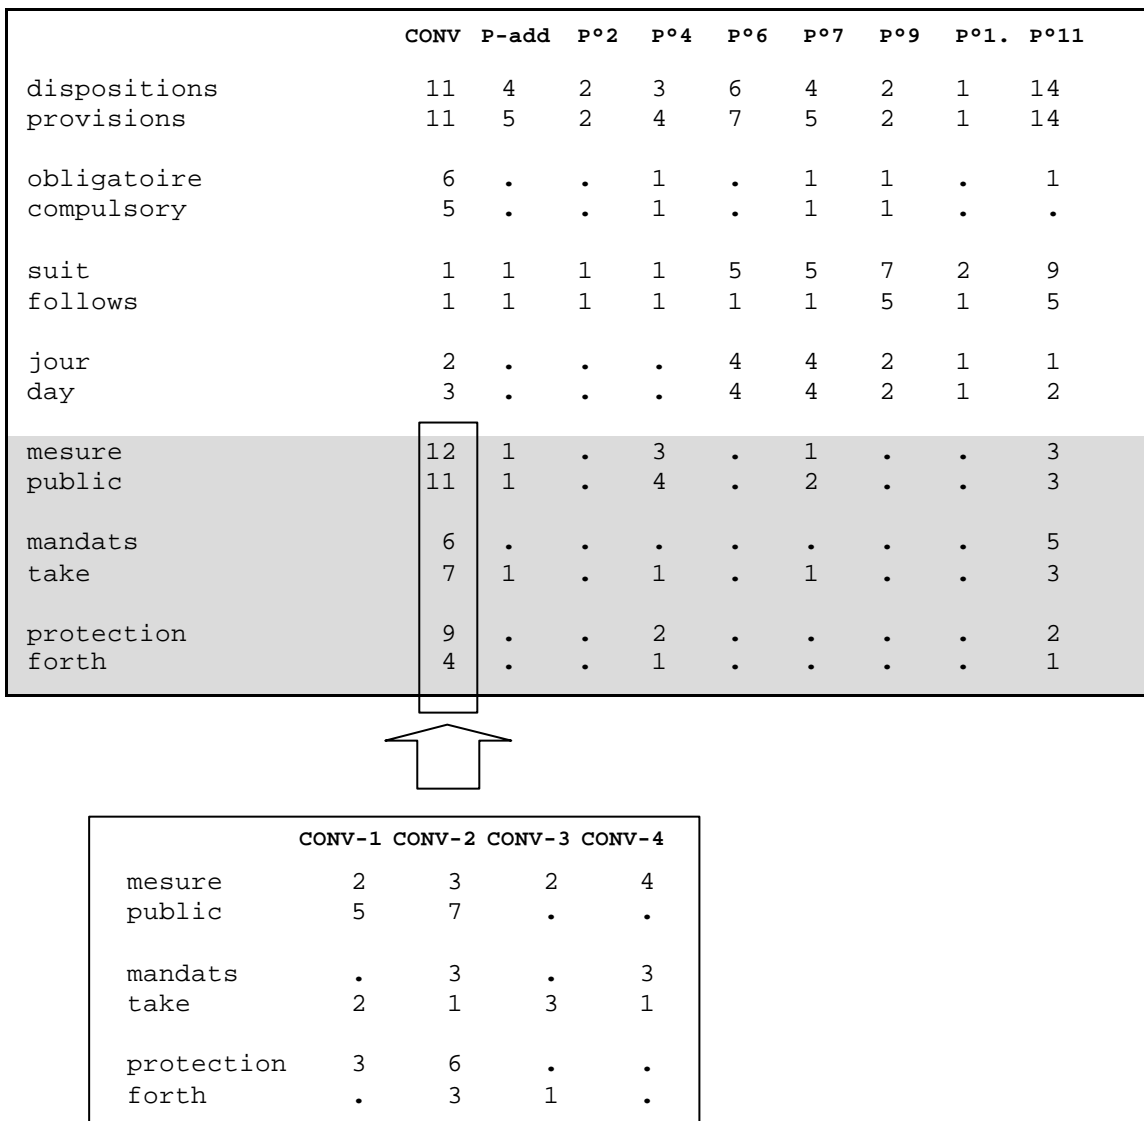 CONV P-add P°2 P°4 P°6 P°7 P°9 P°1. P°11
dispositions 11 4 2 3 6 4 2 1 14
provisions 11 5 2 4 7 5 2 1 14
obligatoire 6 . . 1 . 1 1 . 1
compulsory 5 . . 1 . 1 1 . .
suit 1 1 1 1 5 5 7 2 9
follows 1 1 1 1 1 1 5 1 5
jour 2 . . . 4 4 2 1 1
day 3 . . . 4 4 2 1 2
mesure 12 1 . 3 . 1 . . 3
public 11 1 . 4 . 2 . . 3
mandats 6 . . . . . . . 5
take 7 1 . 1 . 1 . . 3
protection 9 . . 2 . . . . 2
forth 4 . . 1 . . . . 1
CONV-1 CONV-2 CONV-3 CONV-4
mesure 2 3 2 4
public 5 7 . .
mandats . 3 . 3
take 2 1 3 1
protection 3 6 . .
forth . 3 1 .